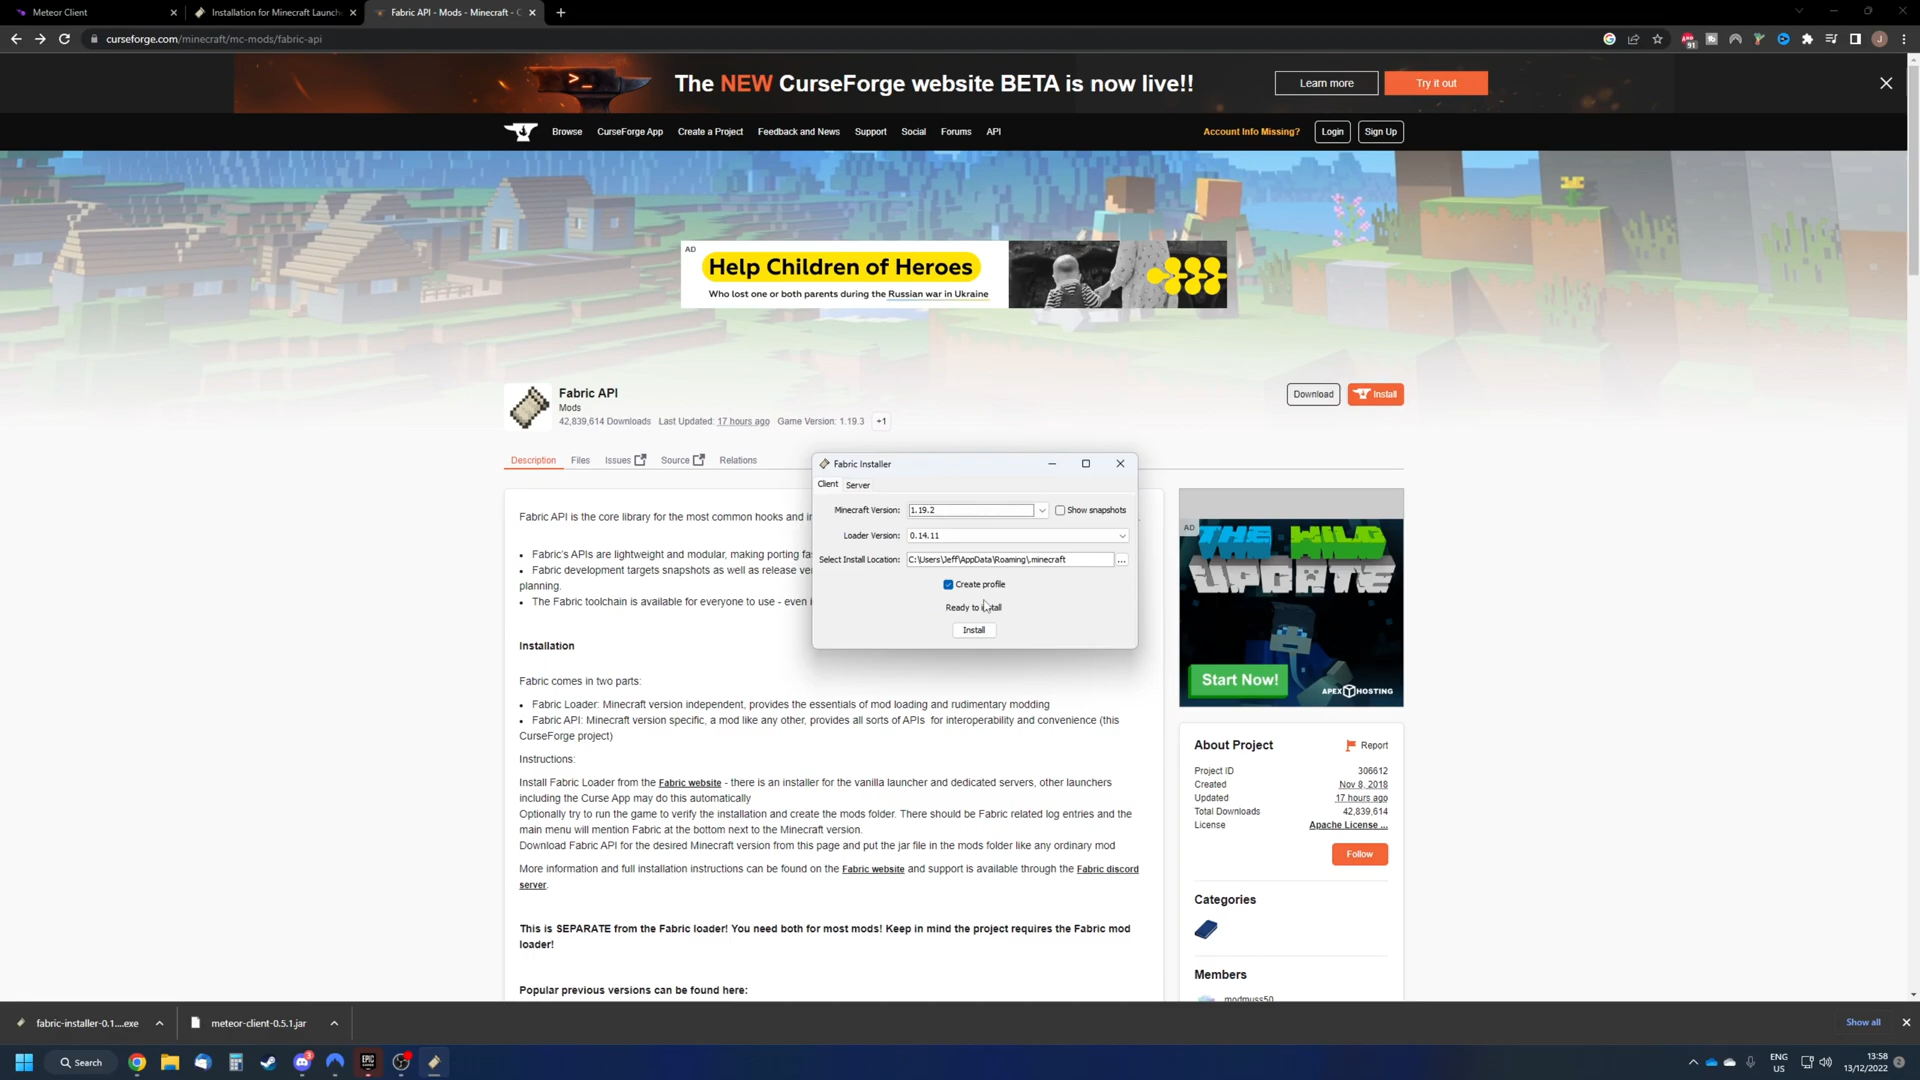 Meteor Client
Installation for Minecraft Launch
Fabric API - Mods - Minecraft - C
curseforge.com/minecraft/mc-mods/fabric-api
91
J
The NEW CurseForge website BETA is now live!!
Learn more
Try it out
Browse
CurseForge App
Create a Project
Feedback and News
Support
Social
Forums
API
Account Info Missing?
Login
Sign Up
AD
Help Children of Heroes
Who lost one or both parents during the Russian war in Ukraine
Fabric API
Mods
42,839,614 Downloads Last Updated: 17 hours ago Game Version: 1.19.3 +1
Download
Install
Description
Files
Issues
Source
Relations
Fabric Installer
Client
Server
Minecraft Version: 1.19.2 Show snapshots
Loader Version: 0.14.11
Select Install Location: C:\Users\Jeff\AppData\Roaming\.minecraft ...
Create profile
Ready to install
Install
Fabric API is the core library for the most common hooks and in
• Fabric's APIs are lightweight and modular, making porting fas
• Fabric development targets snapshots as well as release ve
planning.
• The Fabric toolchain is available for everyone to use - even i
Installation
Fabric comes in two parts:
• Fabric Loader: Minecraft version independent, provides the essentials of mod loading and rudimentary modding
• Fabric API: Minecraft version specific, a mod like any other, provides all sorts of APIs for interoperability and convenience (this
CurseForge project)
Instructions:
Install Fabric Loader from the Fabric website - there is an installer for the vanilla launcher and dedicated servers, other launchers
including the Curse App may do this automatically
Optionally try to run the game to verify the installation and create the mods folder. There should be Fabric related log entries and the
main menu will mention Fabric at the bottom next to the Minecraft version.
Download Fabric API for the desired Minecraft version from this page and put the jar file in the mods folder like any ordinary mod
More information and full installation instructions can be found on the Fabric website and support is available through the Fabric discord
server.
This is SEPARATE from the Fabric loader! You need both for most mods! Keep in mind the project requires the Fabric mod
loader!
Popular previous versions can be found here:
AD
THE WILD
UPDATE
Start Now!
APEX HOSTING
About Project
Report
Project ID 306612
Created Nov 8, 2018
Updated 17 hours ago
Total Downloads 42,839,614
License Apache License ...
Follow
Categories
Members
modmuss50
fabric-installer-0.1....exe
meteor-client-0.5.1.jar
Show all
Search
3
EPIC
ENG
US
13:58
13/12/2022
2